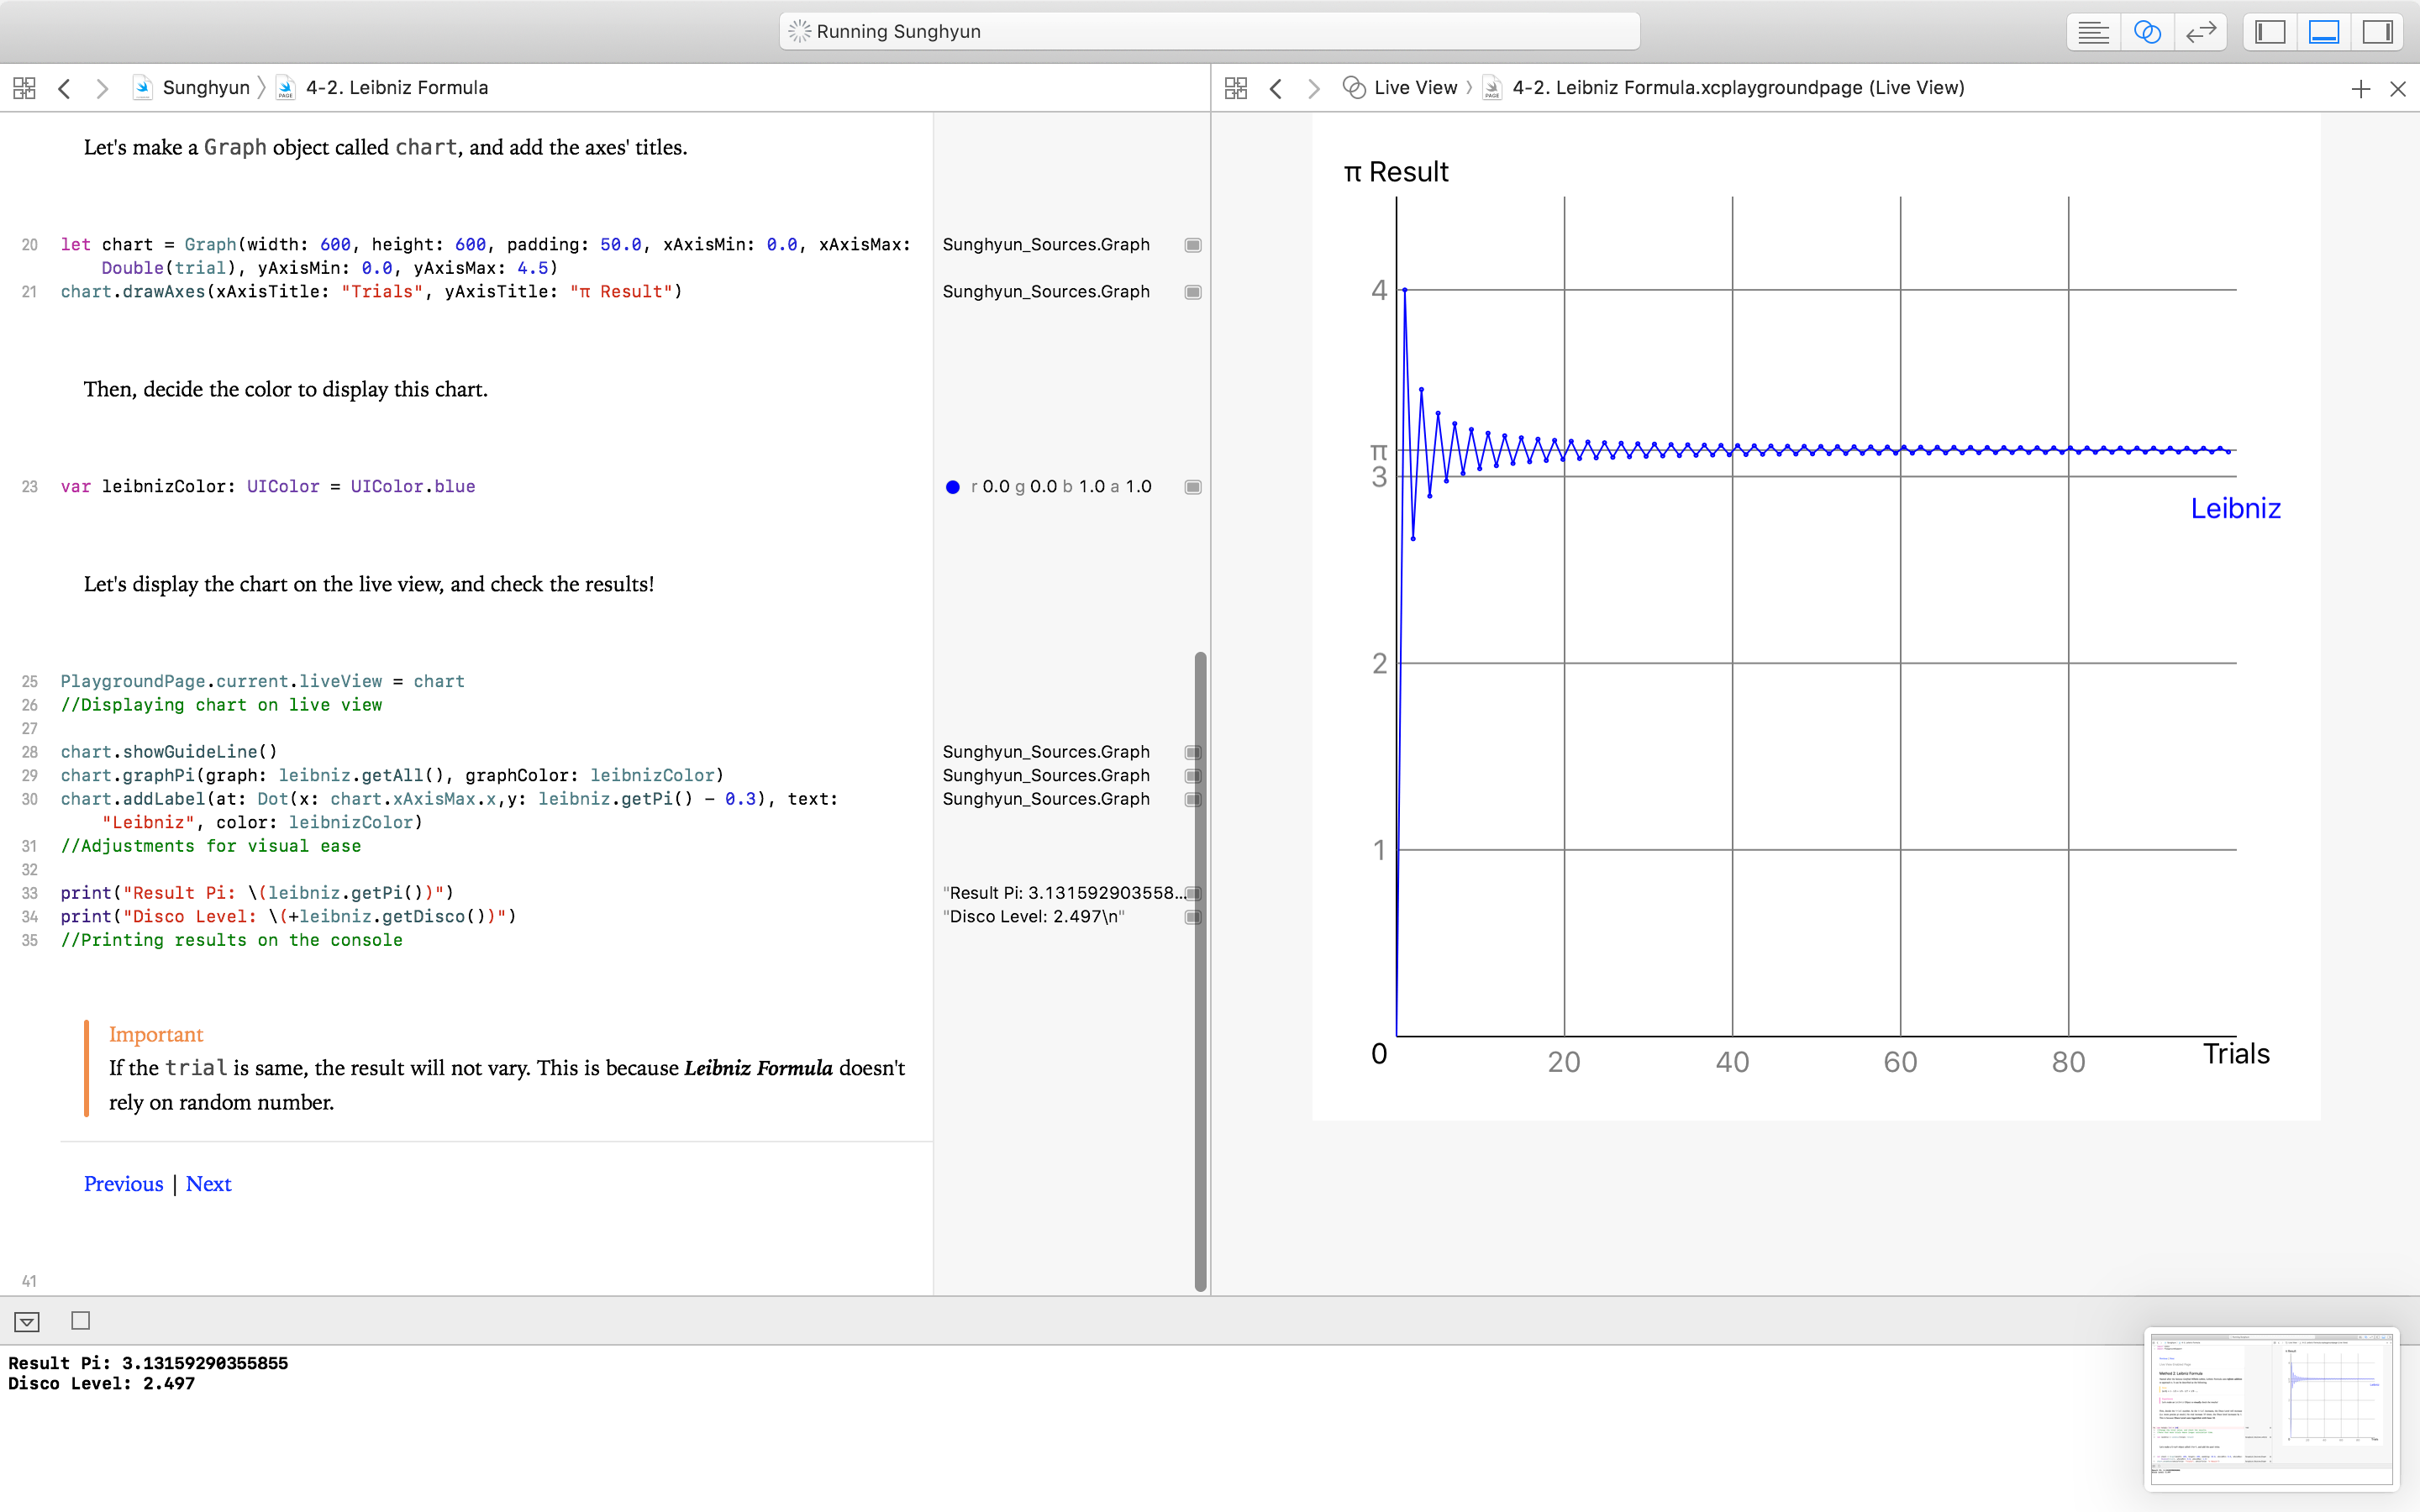 Running Sunghyun
Sunghyun 〉 4-2. Leibniz Formula
Live View 〉 4-2. Leibniz Formula.xcplaygroundpage (Live View)
Let's make a Graph object called chart, and add the axes' titles.
20 let chart = Graph(width: 600, height: 600, padding: 50.0, xAxisMin: 0.0, xAxisMax: Sunghyun_Sources.Graph
Double(trial), yAxisMin: 0.0, yAxisMax: 4.5)
21 chart.drawAxes(xAxisTitle: "Trials", yAxisTitle: "π Result") Sunghyun_Sources.Graph
Then, decide the color to display this chart.
23 var leibnizColor: UIColor = UIColor.blue r 0.0 g 0.0 b 1.0 a 1.0
Let's display the chart on the live view, and check the results!
25 PlaygroundPage.current.liveView = chart
26 //Displaying chart on live view
27
28 chart.showGuideLine() Sunghyun_Sources.Graph
29 chart.graphPi(graph: leibniz.getAll(), graphColor: leibnizColor) Sunghyun_Sources.Graph
30 chart.addLabel(at: Dot(x: chart.xAxisMax.x,y: leibniz.getPi() - 0.3), text: Sunghyun_Sources.Graph
"Leibniz", color: leibnizColor)
31 //Adjustments for visual ease
32
33 print("Result Pi: \(leibniz.getPi())") "Result Pi: 3.131592903558...
34 print("Disco Level: \(+leibniz.getDisco())") "Disco Level: 2.497\n"
35 //Printing results on the console
Important
If the trial is same, the result will not vary. This is because Leibniz Formula doesn't
rely on random number.
Previous | Next
41
π Result
4
π
3
Leibniz
2
1
0
20 40 60 80 Trials
Result Pi: 3.13159290355855
Disco Level: 2.497